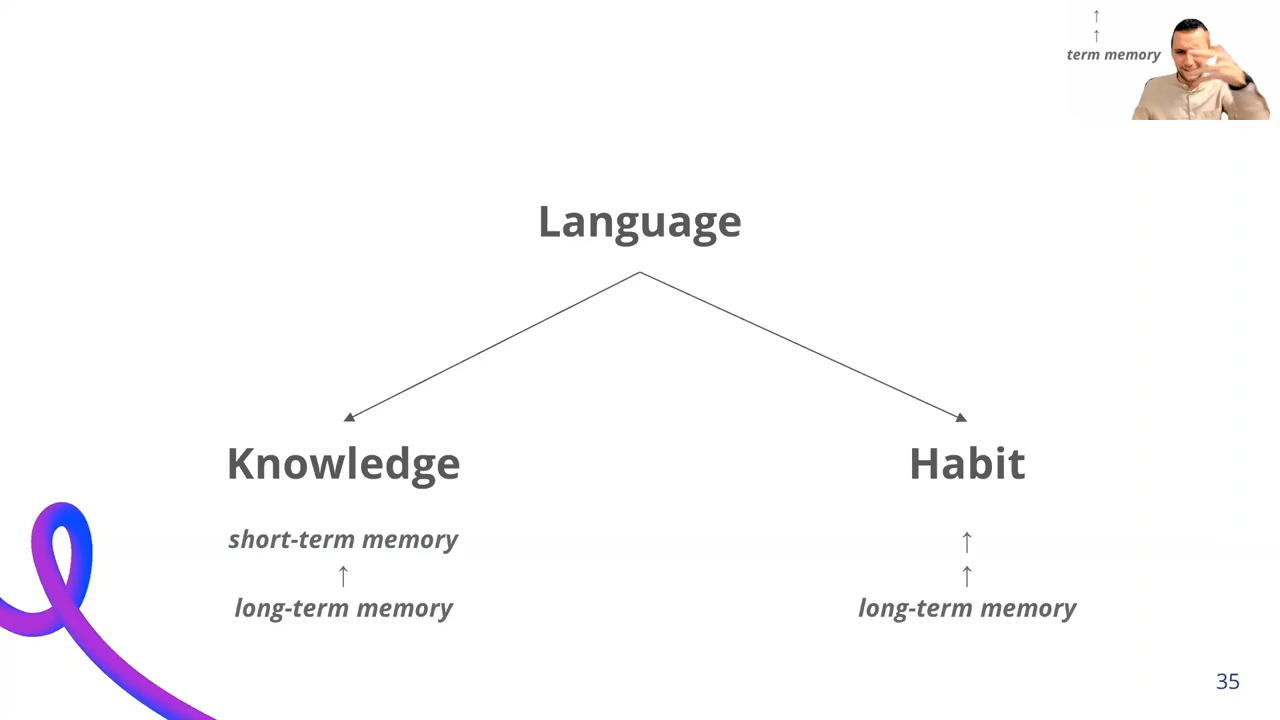 ↑
↑
term memory
Language
Knowledge
Habit
short-term memory
↑
↑
↑
long-term memory
long-term memory
35